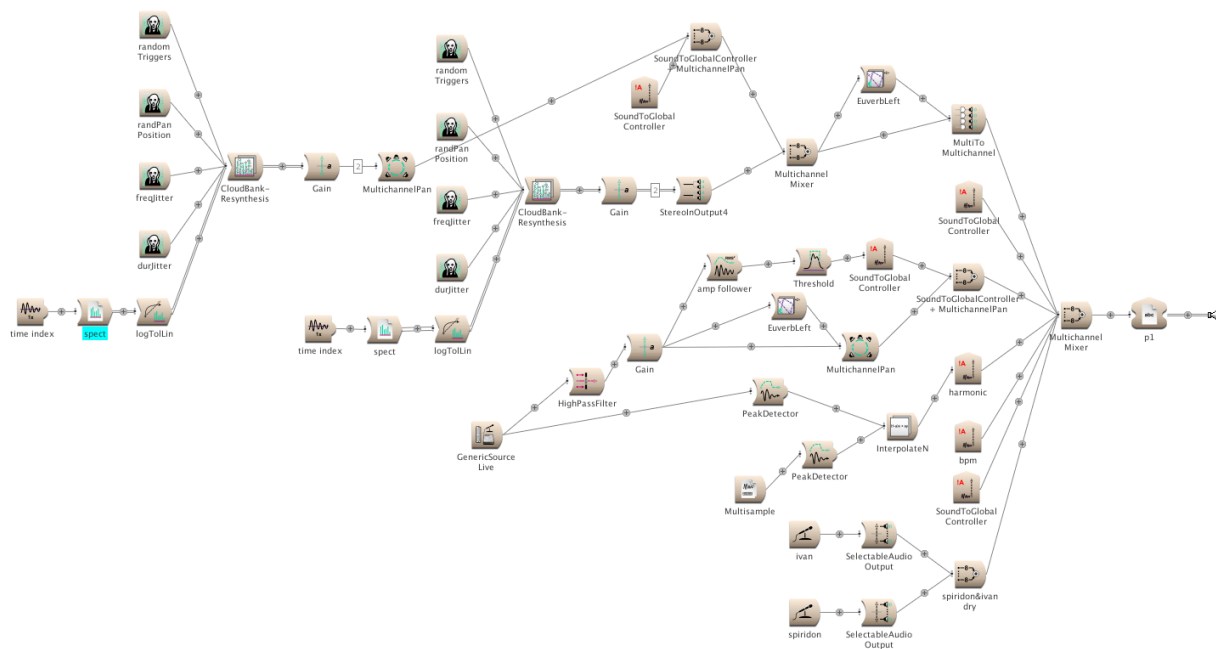 random
Triggers
randPan
Position
freqJitter
durJitter
time index
spect
logToLin
CloudBank-
Resynthesis
Gain
2
MultichannelPan
random
Triggers
randPan
Position
freqJitter
durJitter
time index
spect
logToLin
CloudBank-
Resynthesis
Gain
2
StereoInOutput4
SoundToGlobalController
+ MultichannelPan
!A
SoundToGlobal
Controller
Multichannel
Mixer
EuverbLeft
MultiTo
Multichannel
!A
SoundToGlobal
Controller
amp follower
Threshold
!A
SoundToGlobal
Controller
SoundToGlobalController
+ MultichannelPan
EuverbLeft
MultichannelPan
Gain
HighPassFilter
GenericSource
Live
PeakDetector
PeakDetector
Multisample
InterpolateN
!A
harmonic
!A
bpm
!A
SoundToGlobal
Controller
Multichannel
Mixer
abc
p1
ivan
SelectableAudio
Output
spiridon
SelectableAudio
Output
spiridon&ivan
dry